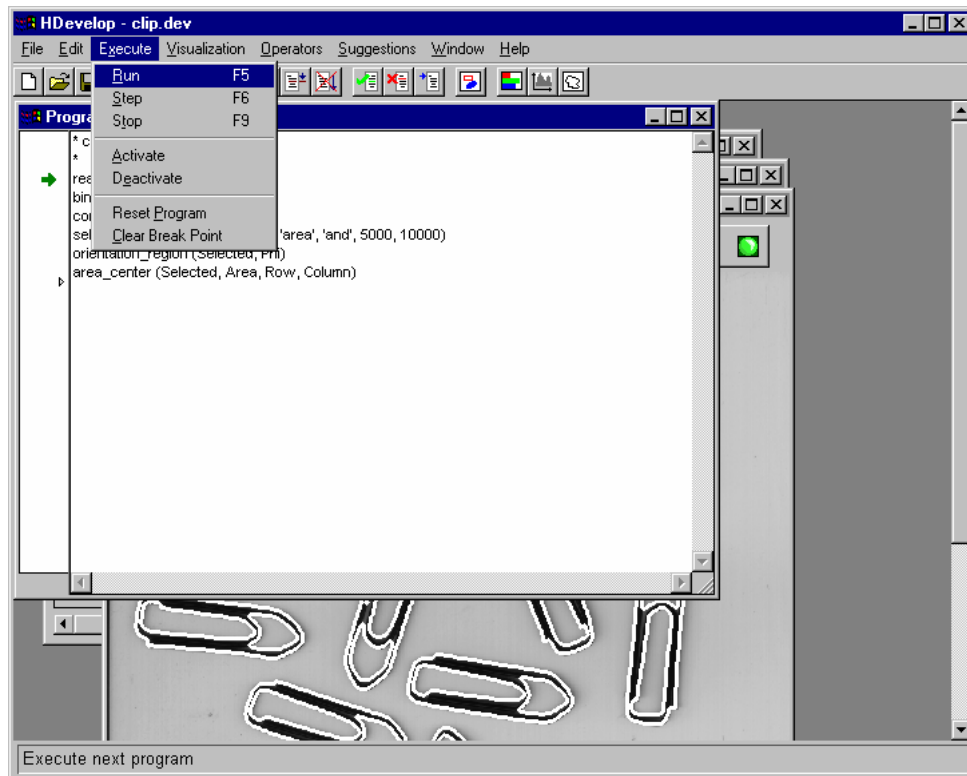 HDevelop - clip.dev
File Edit Execute Visualization Operators Suggestions Window Help
Run F5
Step F6
Stop F9
Activate
Deactivate
Reset Program
Clear Break Point
* c
*
'area', 'and', 5000, 10000)
orientation_region (Selected, Phi)
area_center (Selected, Area, Row, Column)
Execute next program